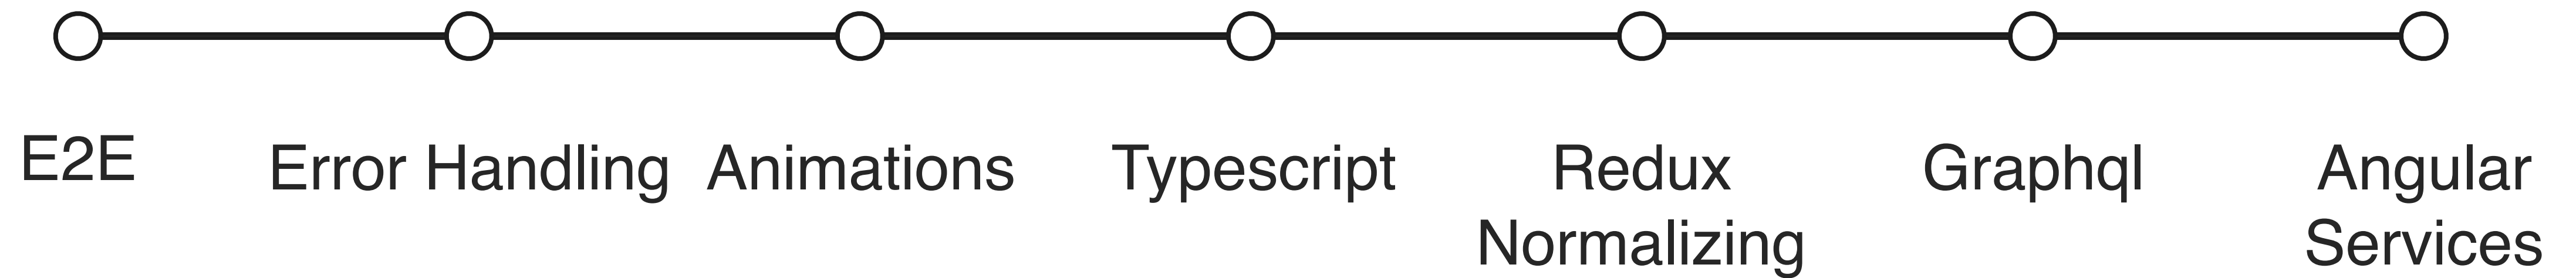 E2E
Error Handling
Animations
Typescript
Redux
Normalizing
Graphql
Angular
Services